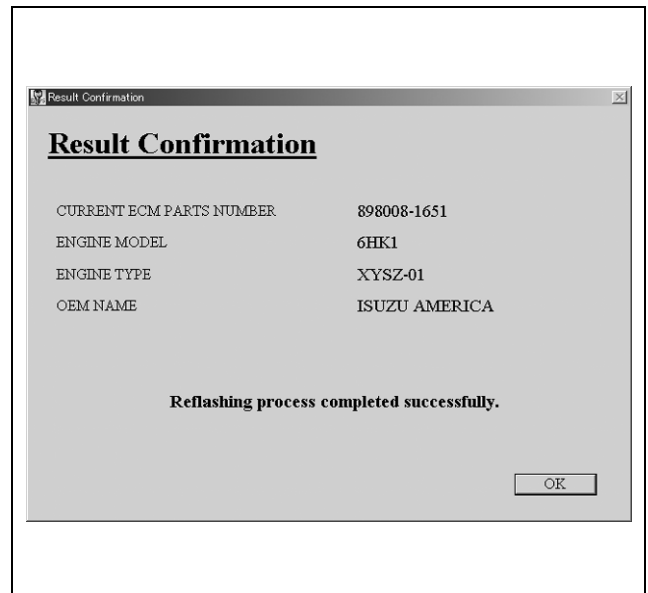 Result Confirmation
Result Confirmation
CURRENT ECM PARTS NUMBER 898008-1651
ENGINE MODEL 6HK1
ENGINE TYPE XYSZ-01
OEM NAME ISUZU AMERICA
Reflashing process completed successfully.
OK